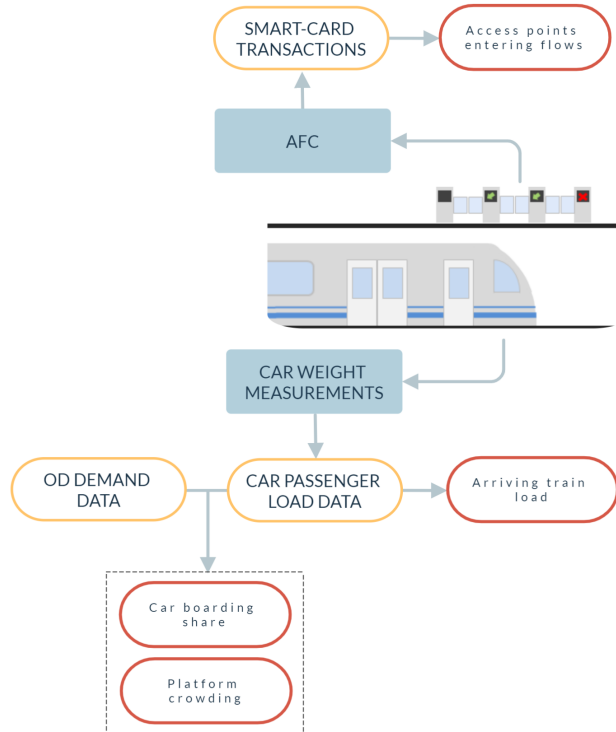 SMART-CARD
TRANSACTIONS
Access points
entering flows
AFC
CAR WEIGHT
MEASUREMENTS
OD DEMAND
DATA
CAR PASSENGER
LOAD DATA
Arriving train
load
Car boarding
share
Platform
crowding